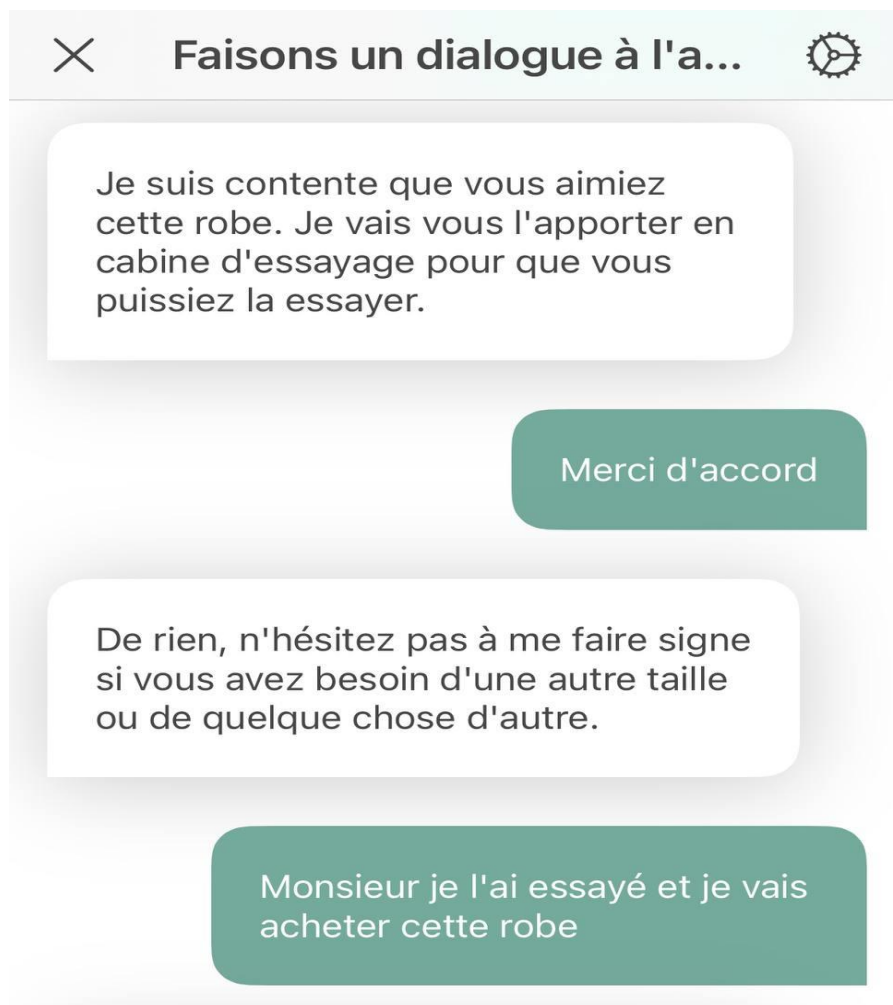 Faisons un dialogue à l'a...
Je suis contente que vous aimiez
cette robe. Je vais vous l'apporter en
cabine d'essayage pour que vous
puissiez la essayer.
Merci d'accord
De rien, n'hésitez pas à me faire signe
si vous avez besoin d'une autre taille
ou de quelque chose d'autre.
Monsieur je l'ai essayé et je vais
acheter cette robe